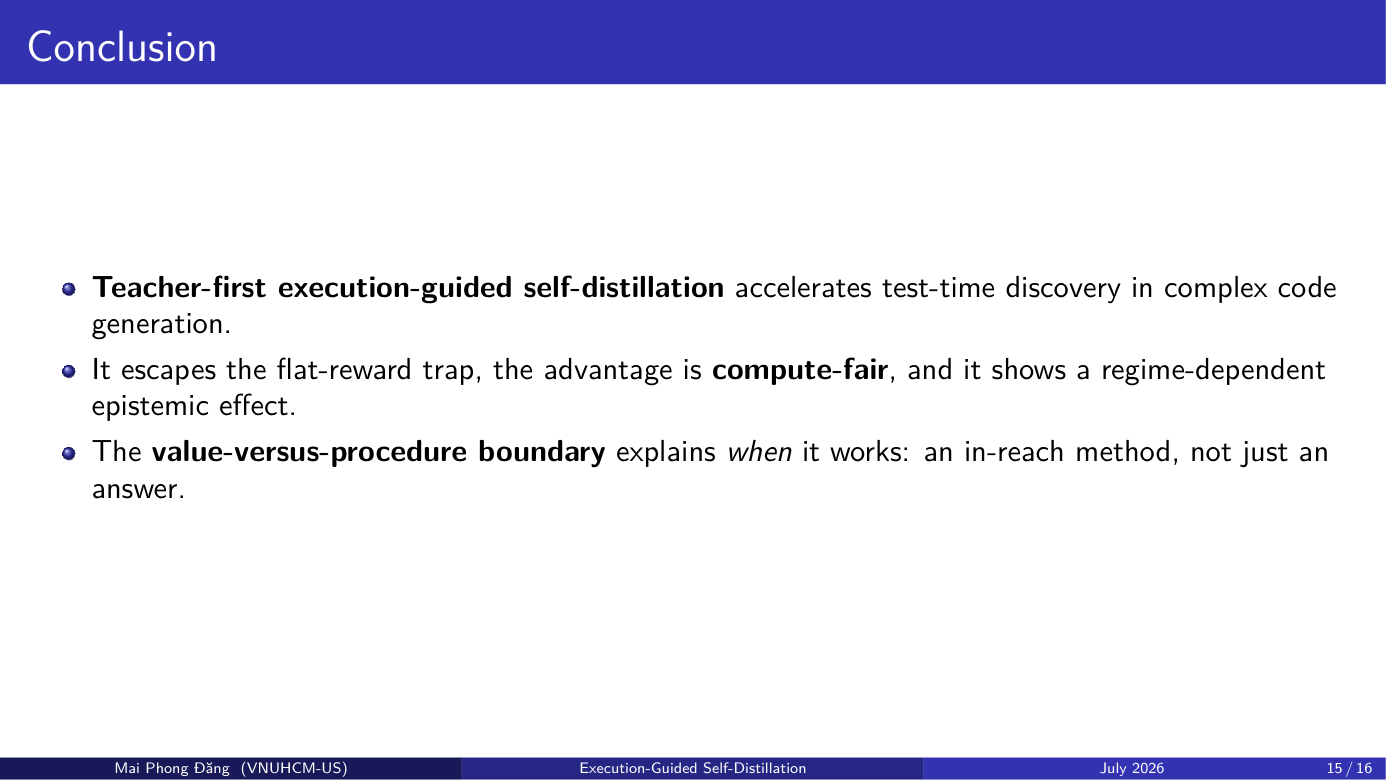 Conclusion
Teacher-first execution-guided self-distillation accelerates test-time discovery in complex code
generation.
It escapes the flat-reward trap, the advantage is compute-fair, and it shows a regime-dependent
epistemic effect.
The value-versus-procedure boundary explains when it works: an in-reach method, not just an
answer.
Mai Phong Đăng (VNUHCM-US)
Execution-Guided Self-Distillation
July 2026
15 / 16